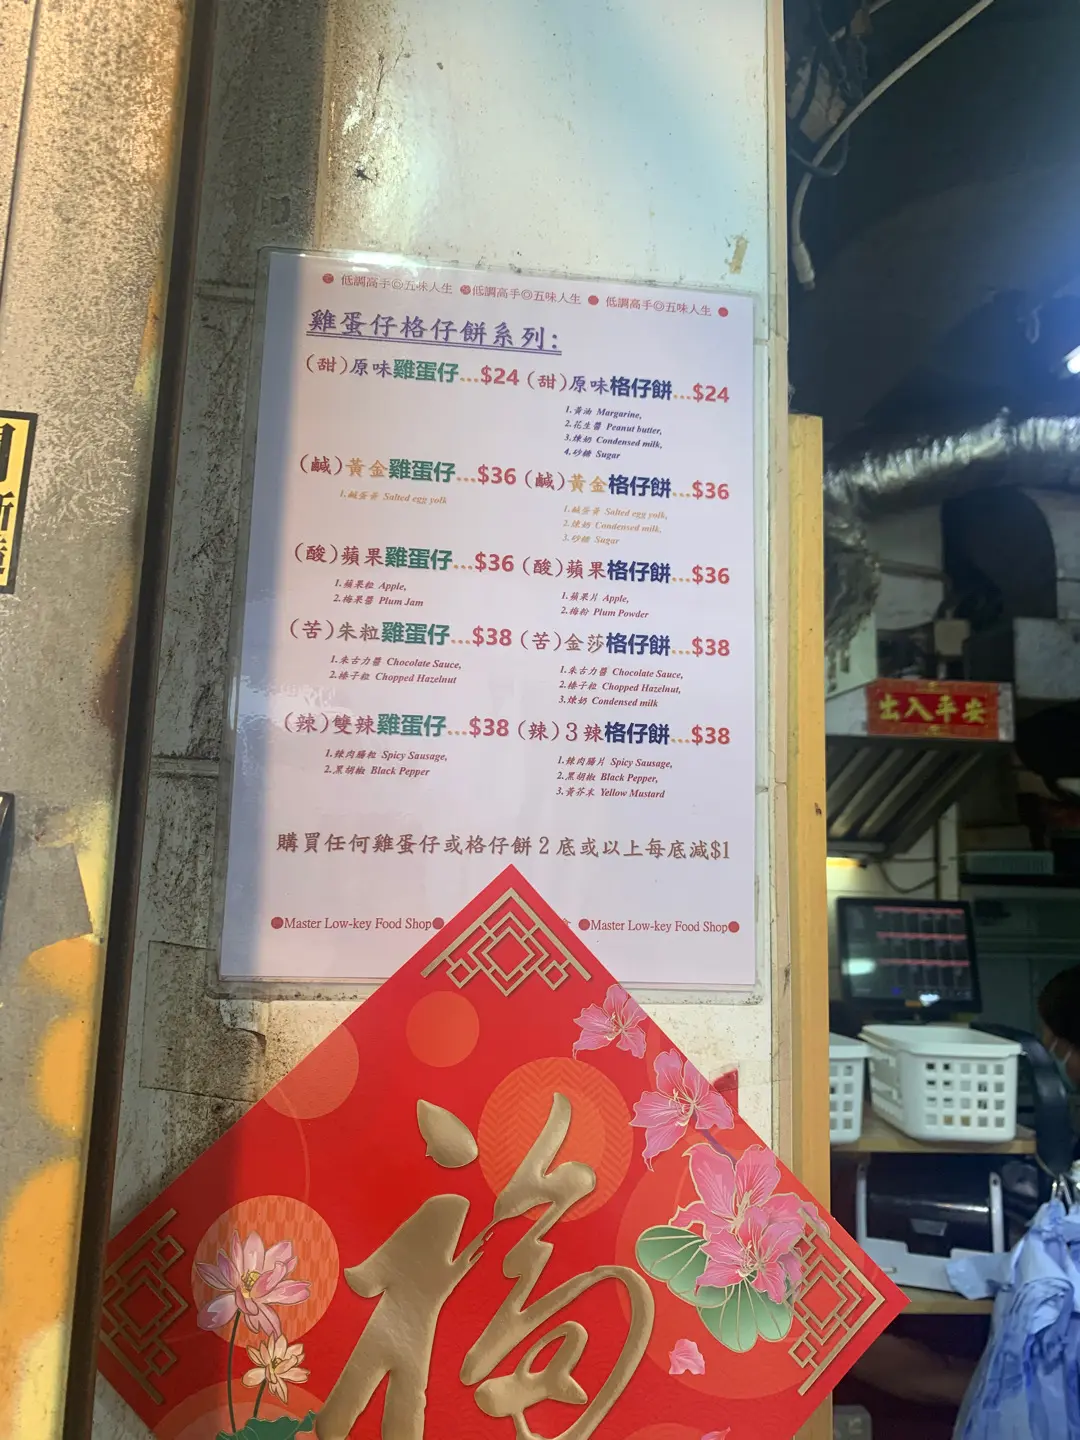 ●低調高手◎五味人生 ●低調高手◎五味人生 ●低調高手◎五味人生●
雞蛋仔格仔餅系列:
(甜)原味雞蛋仔...$24 (甜)原味格仔餅...$24
1.黃油 Margarine,
2.花生醬 Peanut butter,
3.煉奶 Condensed milk,
4.砂糖 Sugar
(鹹)黃金雞蛋仔...$36 (鹹)黃金格仔餅...$36
1.鹹蛋黃 Salted egg yolk
1.鹹蛋黃 Salted egg yolk,
2.煉奶 Condensed milk,
3.砂糖 Sugar
(酸)蘋果雞蛋仔...$36 (酸)蘋果格仔餅...$36
1.蘋果粒 Apple,
2.梅果醬 Plum Jam
1.蘋果片 Apple,
2.梅粉 Plum Powder
(苦)朱粒雞蛋仔...$38 (苦)金莎格仔餅...$38
1.朱古力醬 Chocolate Sauce,
2.榛子粒 Chopped Hazelnut
1.朱古力醬 Chocolate Sauce,
2.榛子粒 Chopped Hazelnut,
3.煉奶 Condensed milk
(辣)雙辣雞蛋仔...$38 (辣)3辣格仔餅...$38
1.辣肉腸粒 Spicy Sausage,
2.黑胡椒 Black Pepper
1.辣肉腸片 Spicy Sausage,
2.黑胡椒 Black Pepper,
3.黃芥末 Yellow Mustard
購買任何雞蛋仔或格仔餅2底或以上每底減$1
●Master Low-key Food Shop● ●Master Low-key Food Shop●
出入平安
福